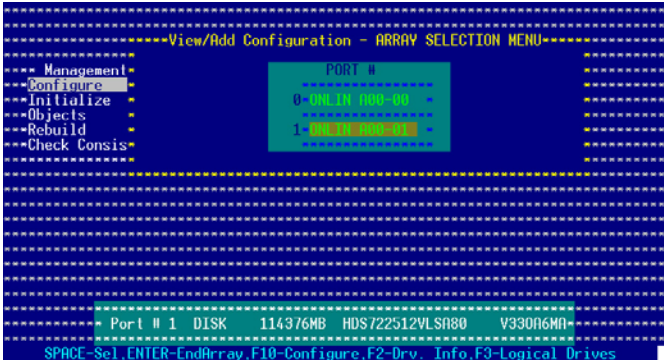 View/Add Configuration - ARRAY SELECTION MENU
Management
PORT #
Configure
Initialize
0 ONLIN A00-00
Objects
Rebuild
1 ONLIN A00-01
Check Consis
Port # 1 DISK 114376MB HDS722512VLSA80 V33OA6MA
SPACE-Sel,ENTER-EndArray,F10-Configure,F2-Drv. Info,F3-Logical Drives